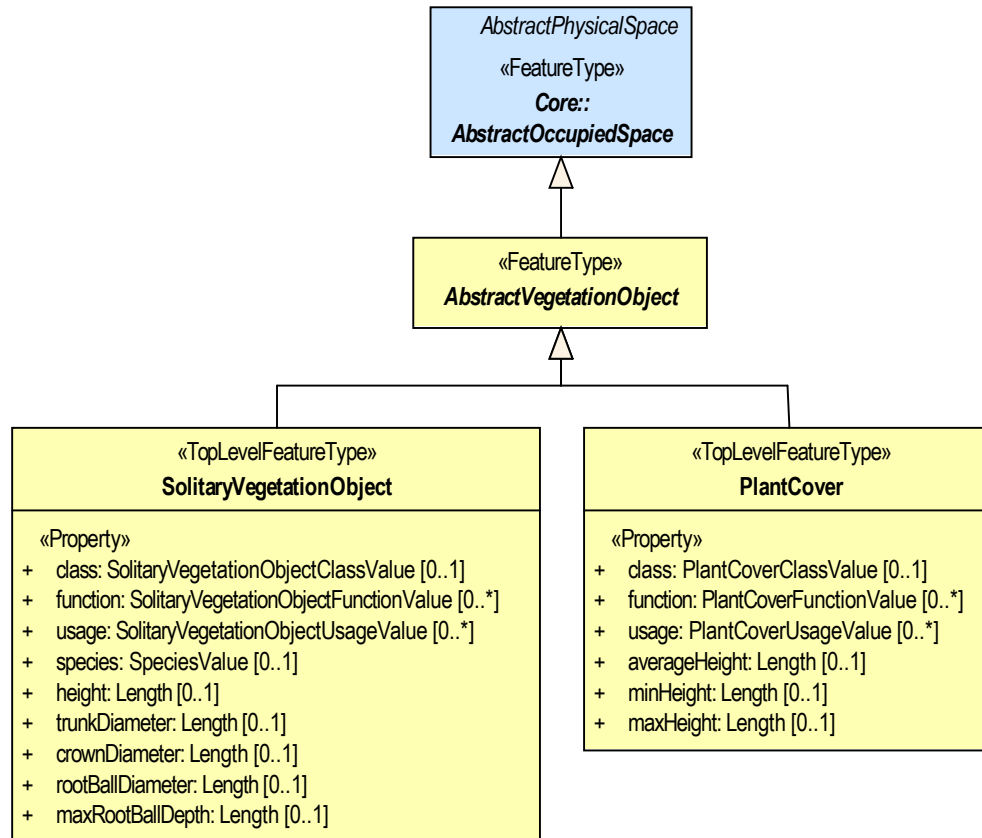 AbstractPhysicalSpace
«FeatureType»
Core::
AbstractOccupiedSpace
«FeatureType»
AbstractVegetationObject
«TopLevelFeatureType»
SolitaryVegetationObject
«Property»
+ class: SolitaryVegetationObjectClassValue [0..1]
+ function: SolitaryVegetationObjectFunctionValue [0..*]
+ usage: SolitaryVegetationObjectUsageValue [0..*]
+ species: SpeciesValue [0..1]
+ height: Length [0..1]
+ trunkDiameter: Length [0..1]
+ crownDiameter: Length [0..1]
+ rootBallDiameter: Length [0..1]
+ maxRootBallDepth: Length [0..1]
«TopLevelFeatureType»
PlantCover
«Property»
+ class: PlantCoverClassValue [0..1]
+ function: PlantCoverFunctionValue [0..*]
+ usage: PlantCoverUsageValue [0..*]
+ averageHeight: Length [0..1]
+ minHeight: Length [0..1]
+ maxHeight: Length [0..1]